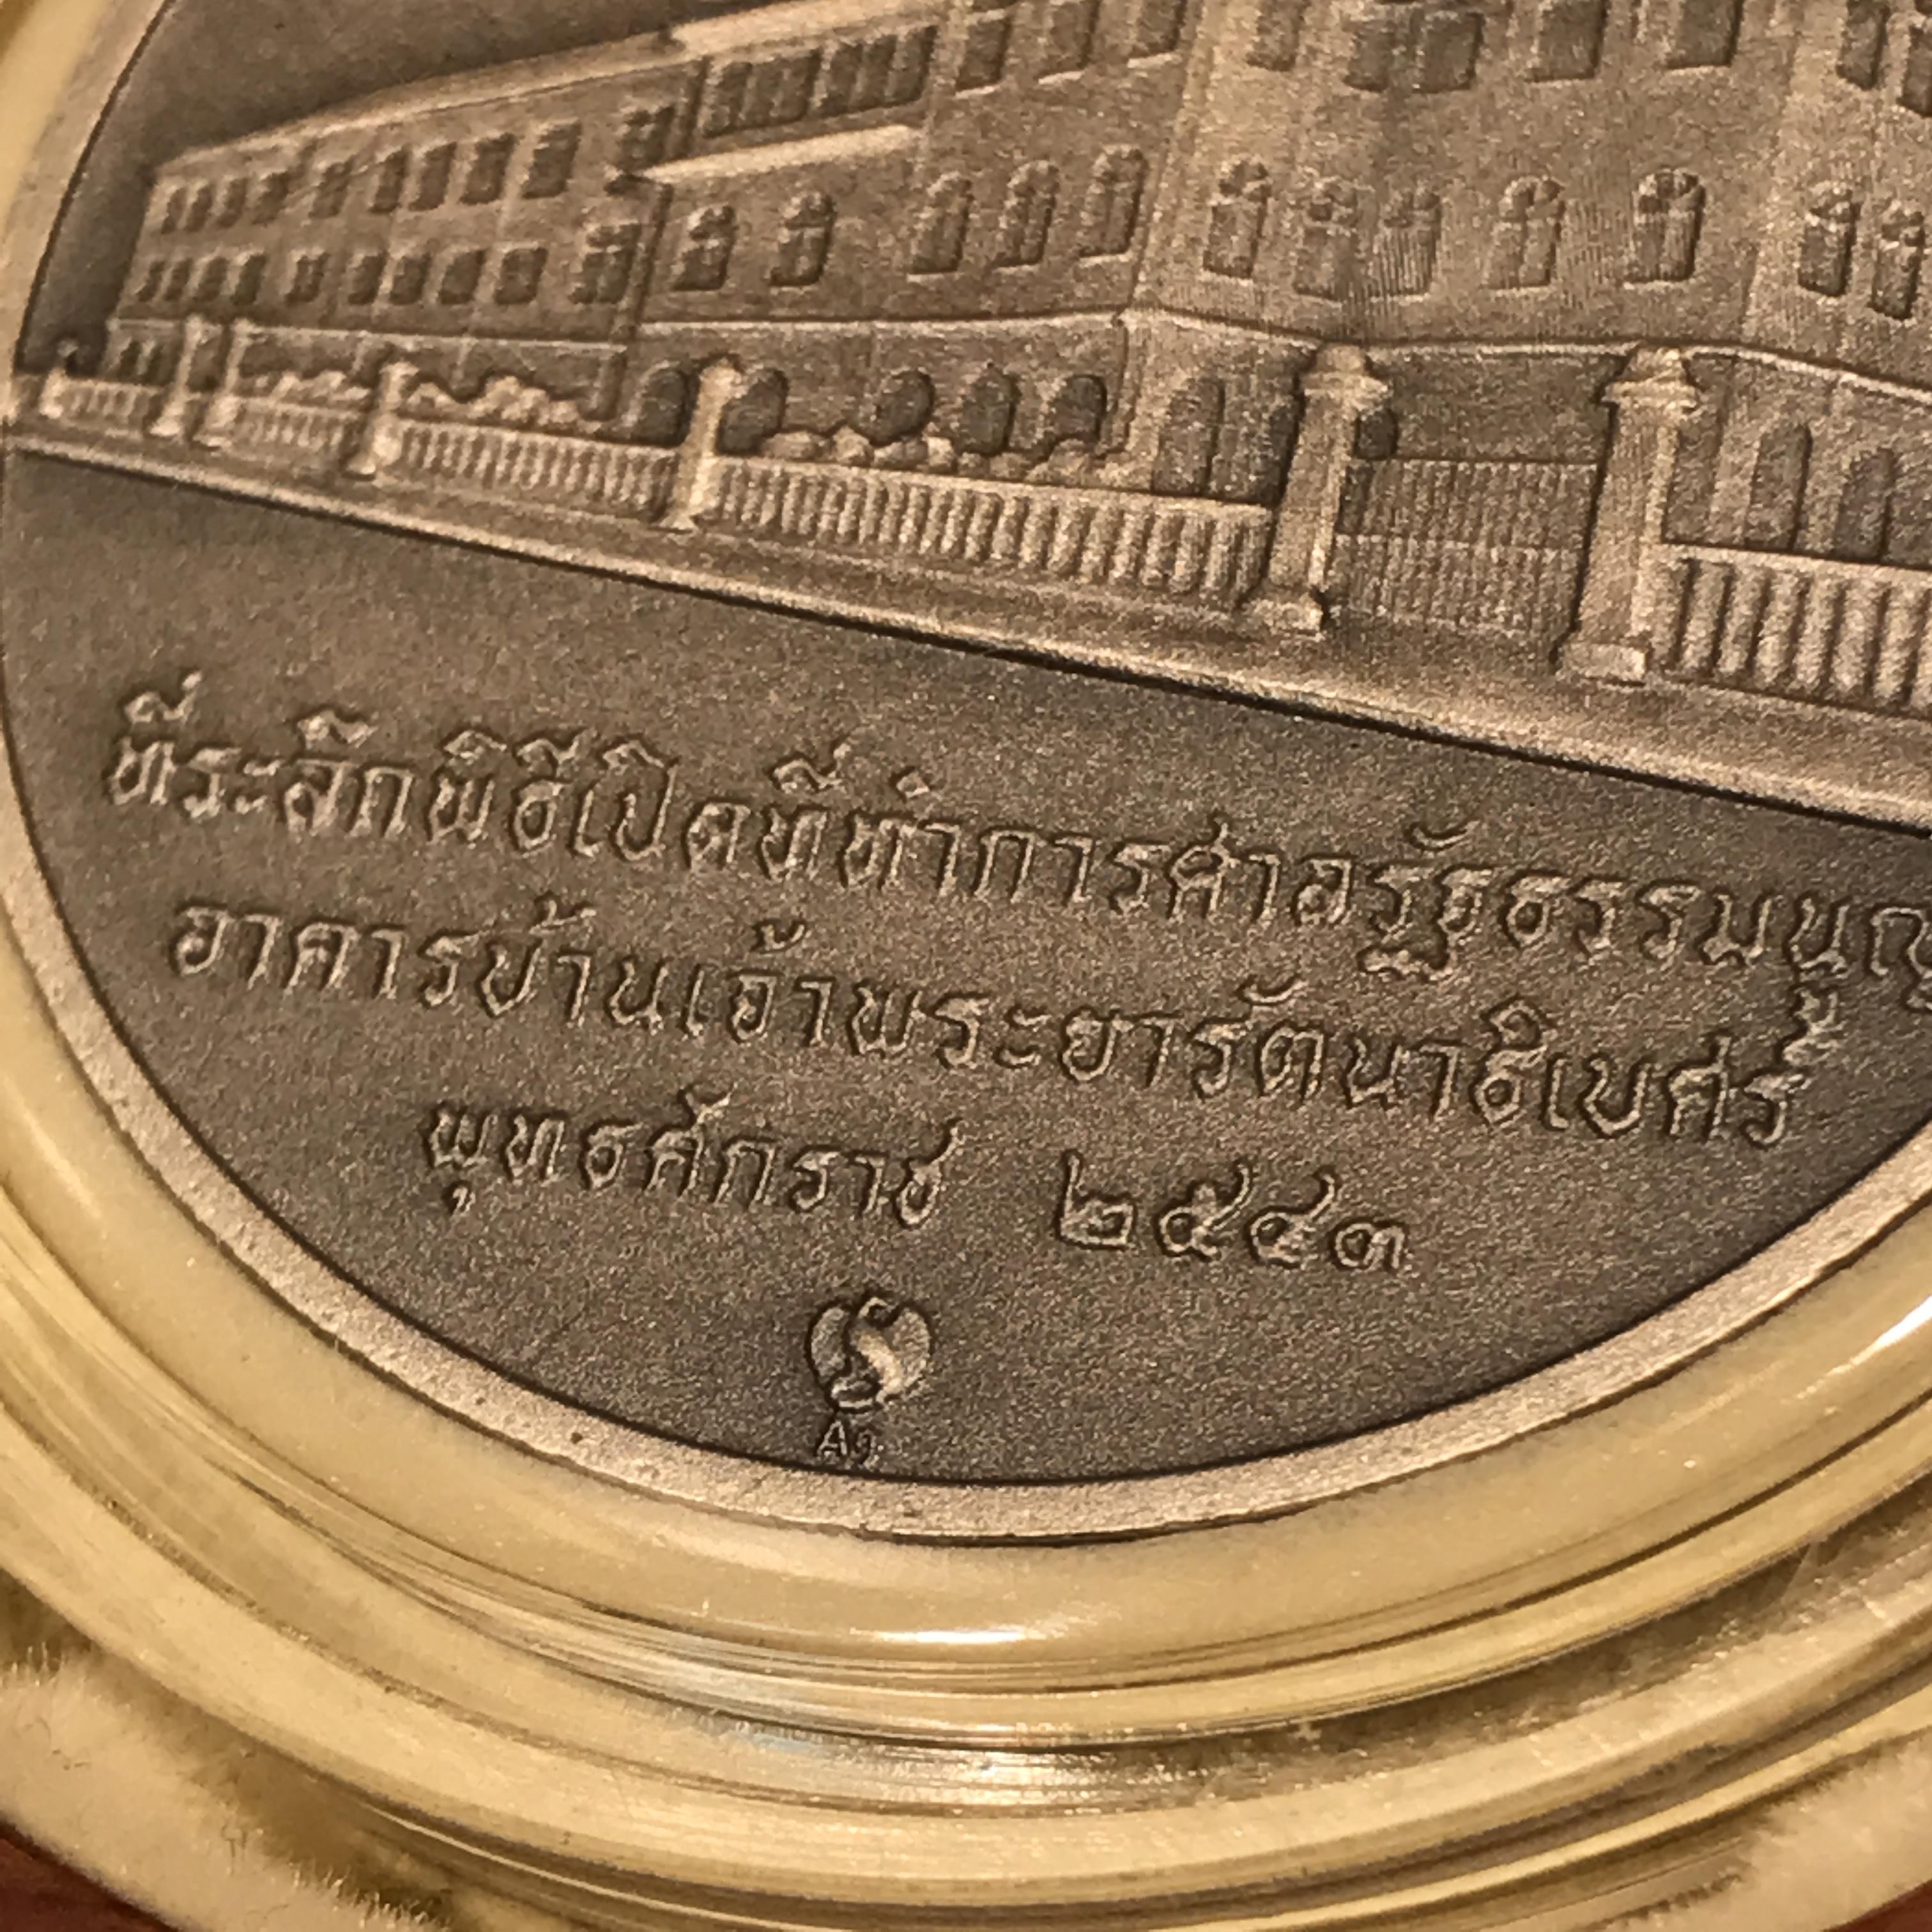 ที่ระลึกพิธีเปิดที่ทำการศาลรัฐธรรมนูญ
อาคารบ้านเจ้าพระยารัตนาธิเบศร์
พุทธศักราช ๒๕๔๓